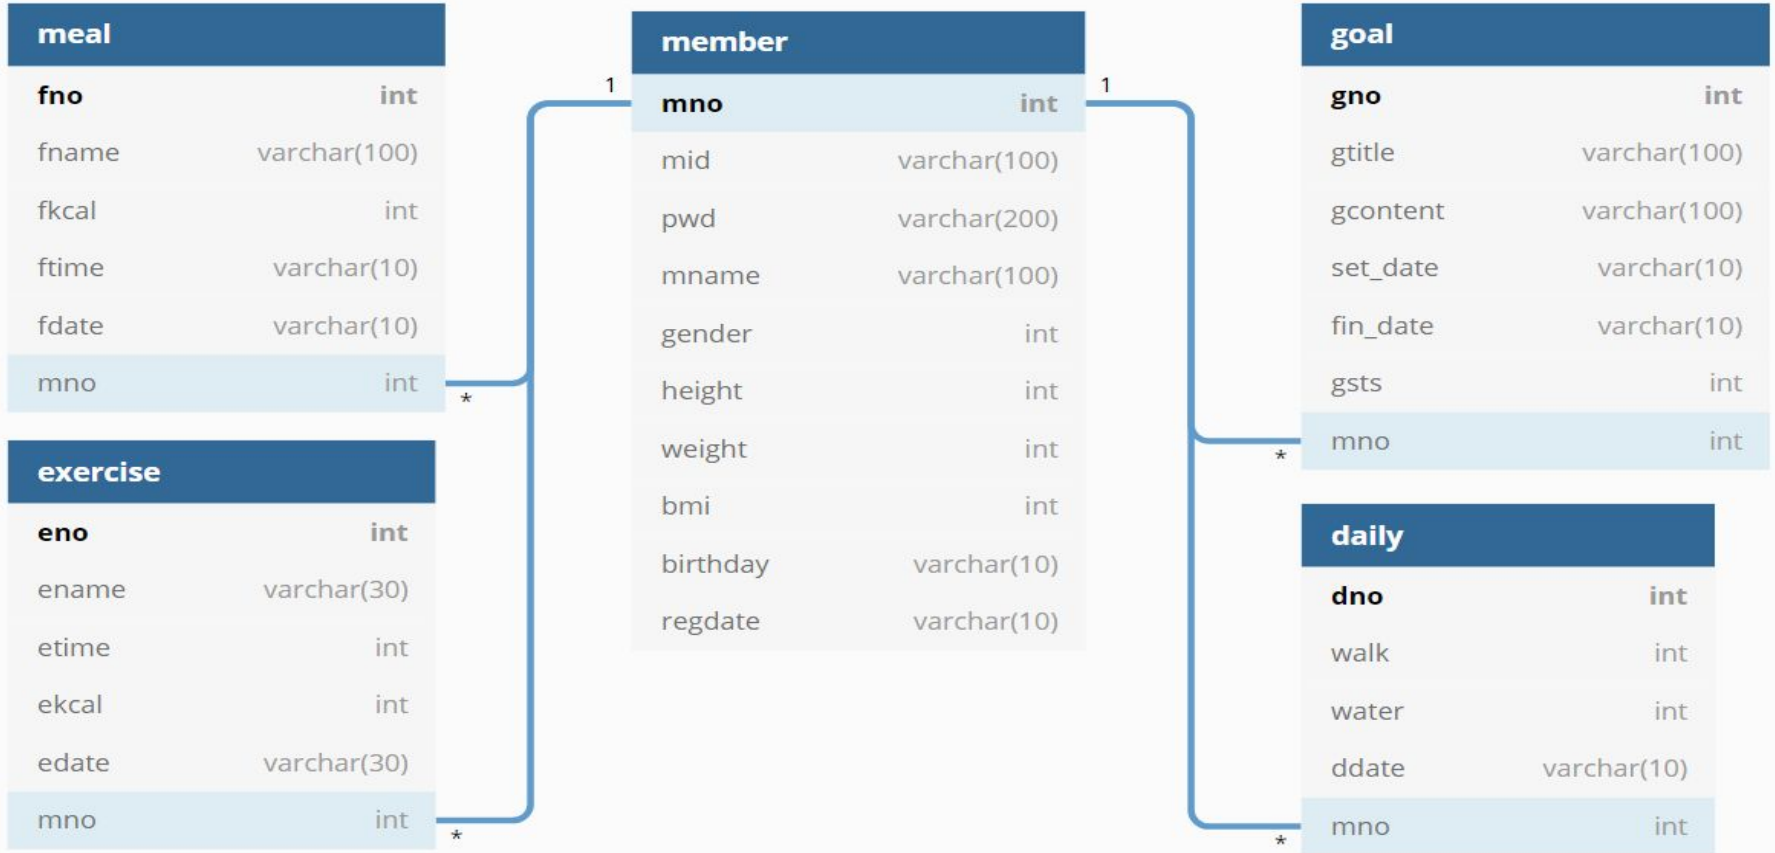 meal
fno int
fname varchar(100)
fkcal int
ftime varchar(10)
fdate varchar(10)
mno int
*
exercise
eno int
ename varchar(30)
etime int
ekcal int
edate varchar(30)
mno int
*
1
member
1
mno int
mid varchar(100)
pwd varchar(200)
mname varchar(100)
gender int
height int
weight int
bmi int
birthday varchar(10)
regdate varchar(10)
goal
gno int
gtitle varchar(100)
gcontent varchar(100)
set_date varchar(10)
fin_date varchar(10)
gsts int
mno int
*
daily
dno int
walk int
water int
ddate varchar(10)
mno int
*